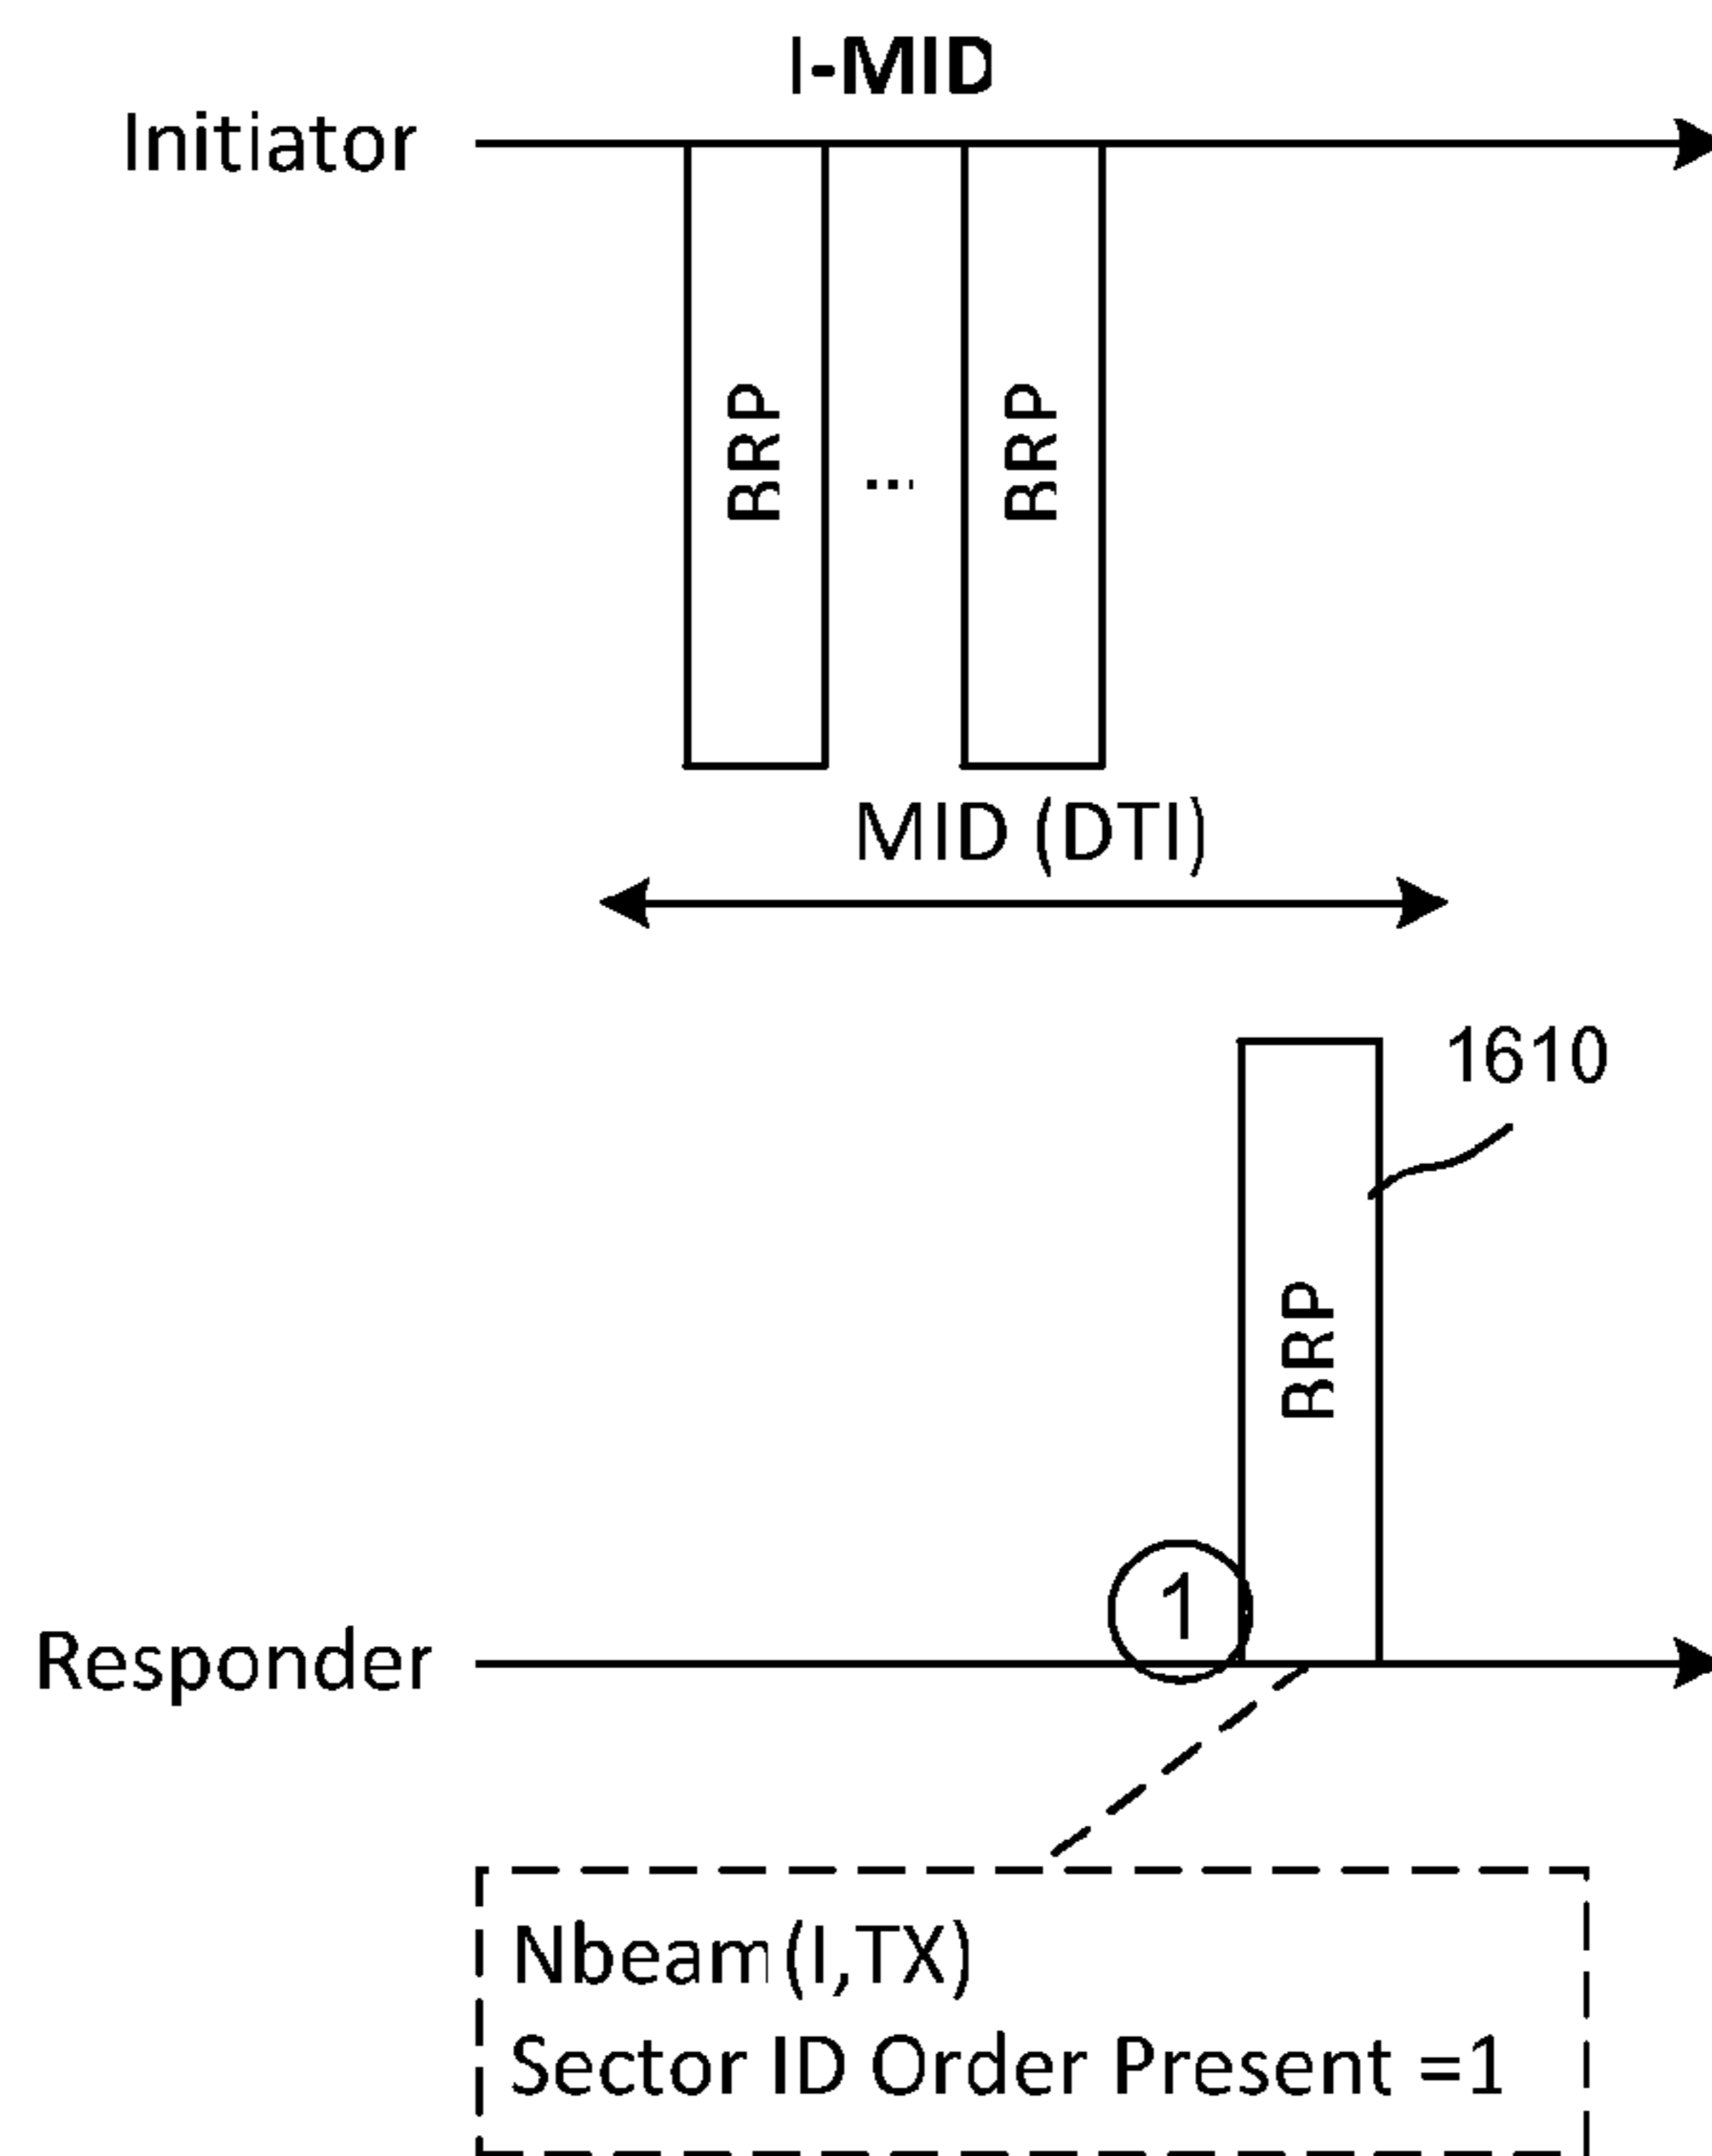 I-MID
Initiator
BRP
...
BRP
MID (DTI)
1610
BRP
1
Responder
Nbeam(I,TX)
Sector ID Order Present =1